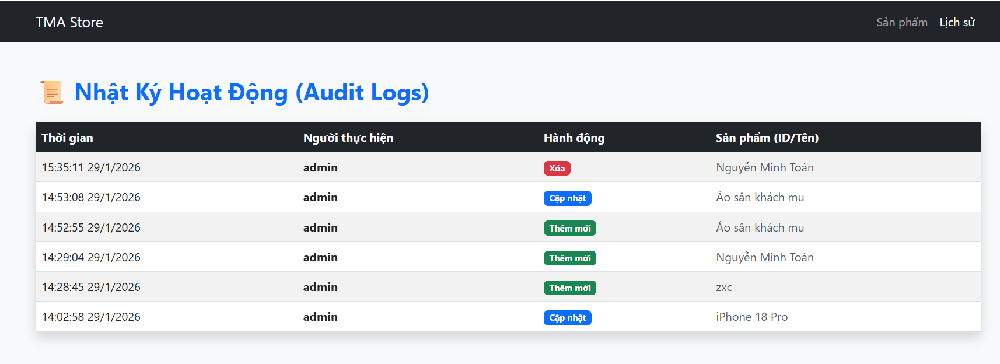 TMA Store Sản phẩm Lịch sử
📜 Nhật Ký Hoạt Động (Audit Logs)
Thời gian Người thực hiện Hành động Sản phẩm (ID/Tên)
15:35:11 29/1/2026 admin Xóa Nguyễn Minh Toàn
14:53:08 29/1/2026 admin Cập nhật Áo sân khách mu
14:52:55 29/1/2026 admin Thêm mới Áo sân khách mu
14:29:04 29/1/2026 admin Thêm mới Nguyễn Minh Toàn
14:28:45 29/1/2026 admin Thêm mới zxc
14:02:58 29/1/2026 admin Cập nhật iPhone 18 Pro